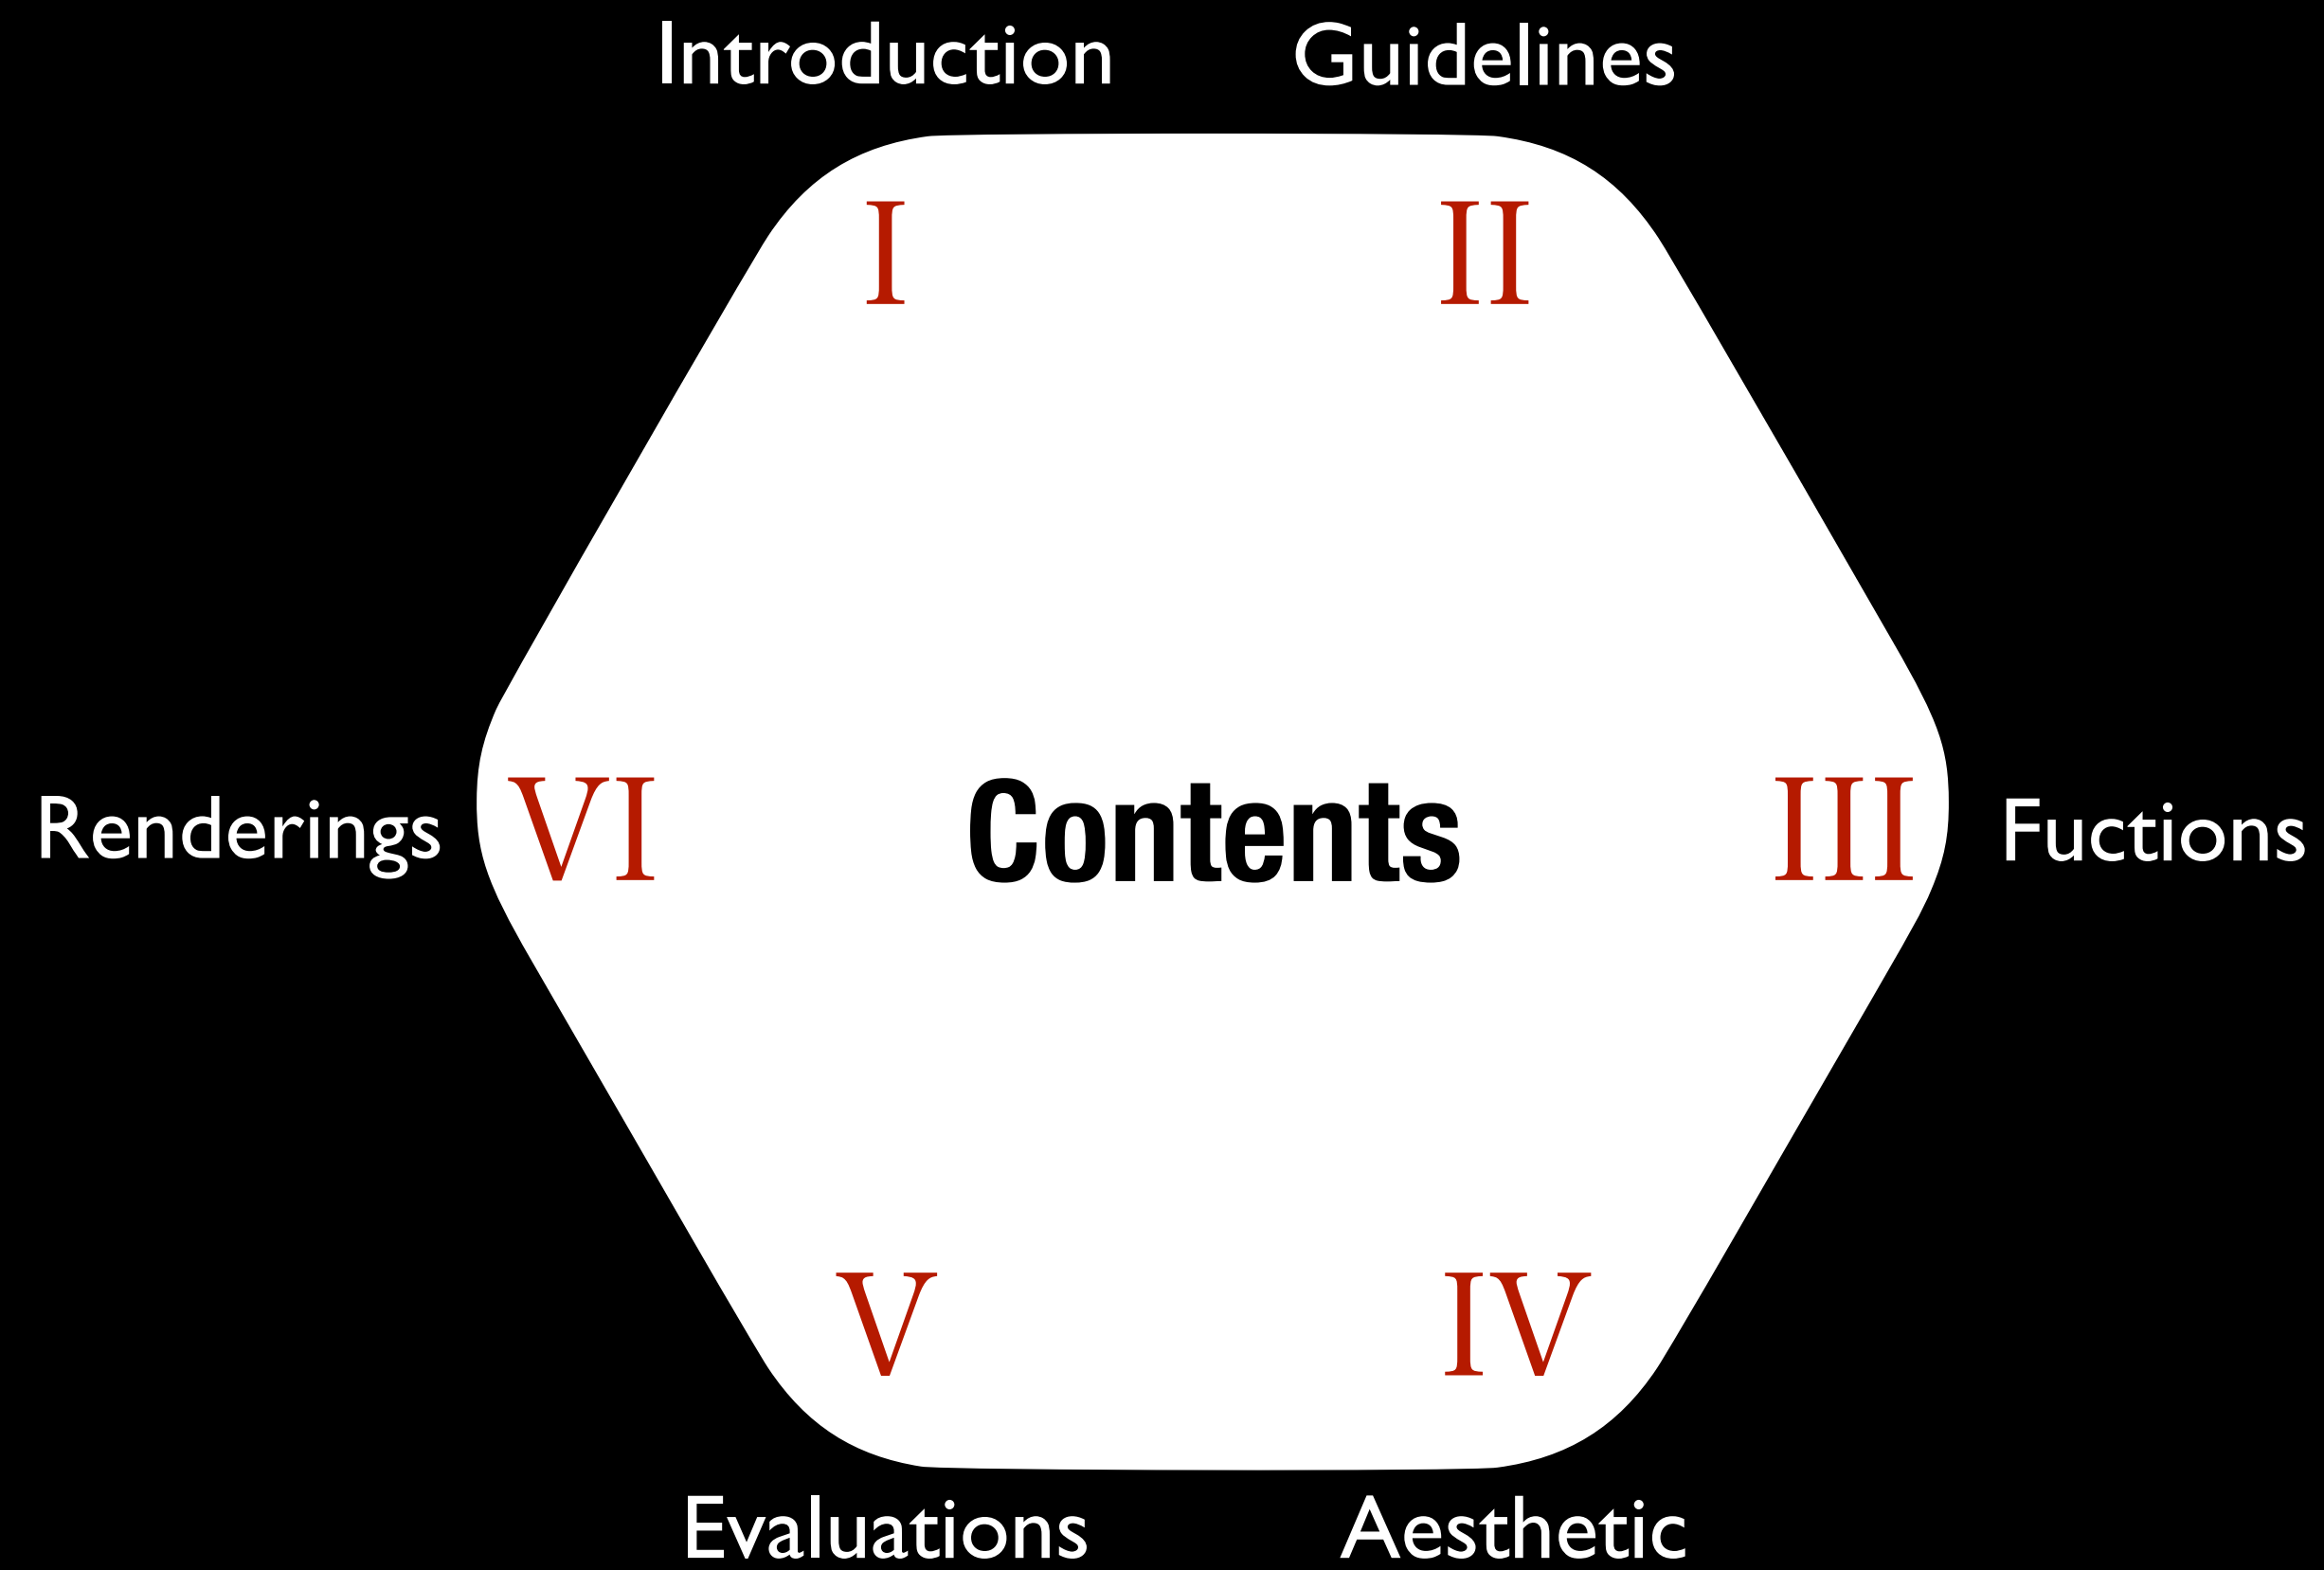 Introduction
Guidelines
I
II
Renderings
VI
Contents
III
Fuctions
V
IV
Evaluations
Aesthetic